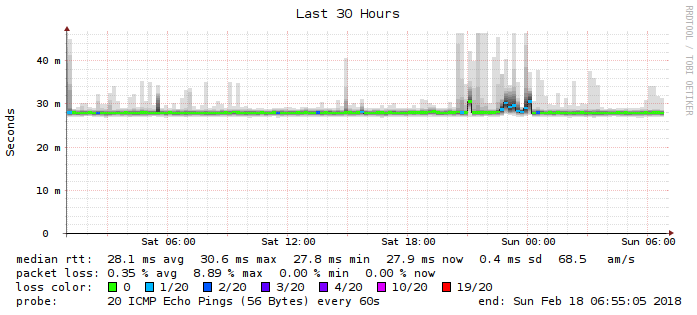 Last 30 Hours
RRDTOOL / TOBI OETIKER
Seconds
40 m
30 m
20 m
10 m
0
Sat 06:00 Sat 12:00 Sat 18:00 Sun 00:00 Sun 06:00
median rtt: 28.1 ms avg 30.6 ms max 27.8 ms min 27.9 ms now 0.4 ms sd 68.5 am/s
packet loss: 0.35 % avg 8.89 % max 0.00 % min 0.00 % now
loss color: 0 1/20 2/20 3/20 4/20 10/20 19/20
probe: 20 ICMP Echo Pings (56 Bytes) every 60s end: Sun Feb 18 06:55:05 2018